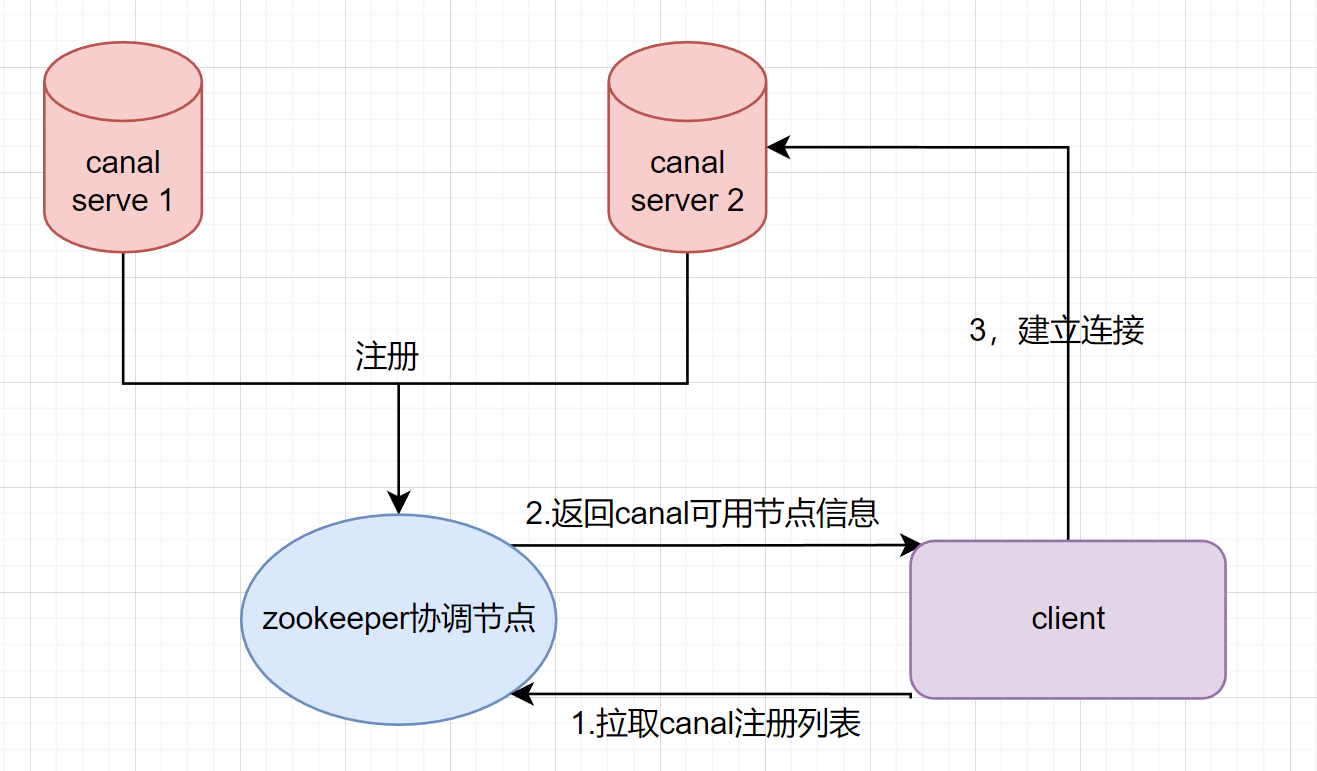 canal
serve 1
canal
server 2
3，建立连接
注册
2.返回canal可用节点信息
zookeeper协调节点
client
1.拉取canal注册列表